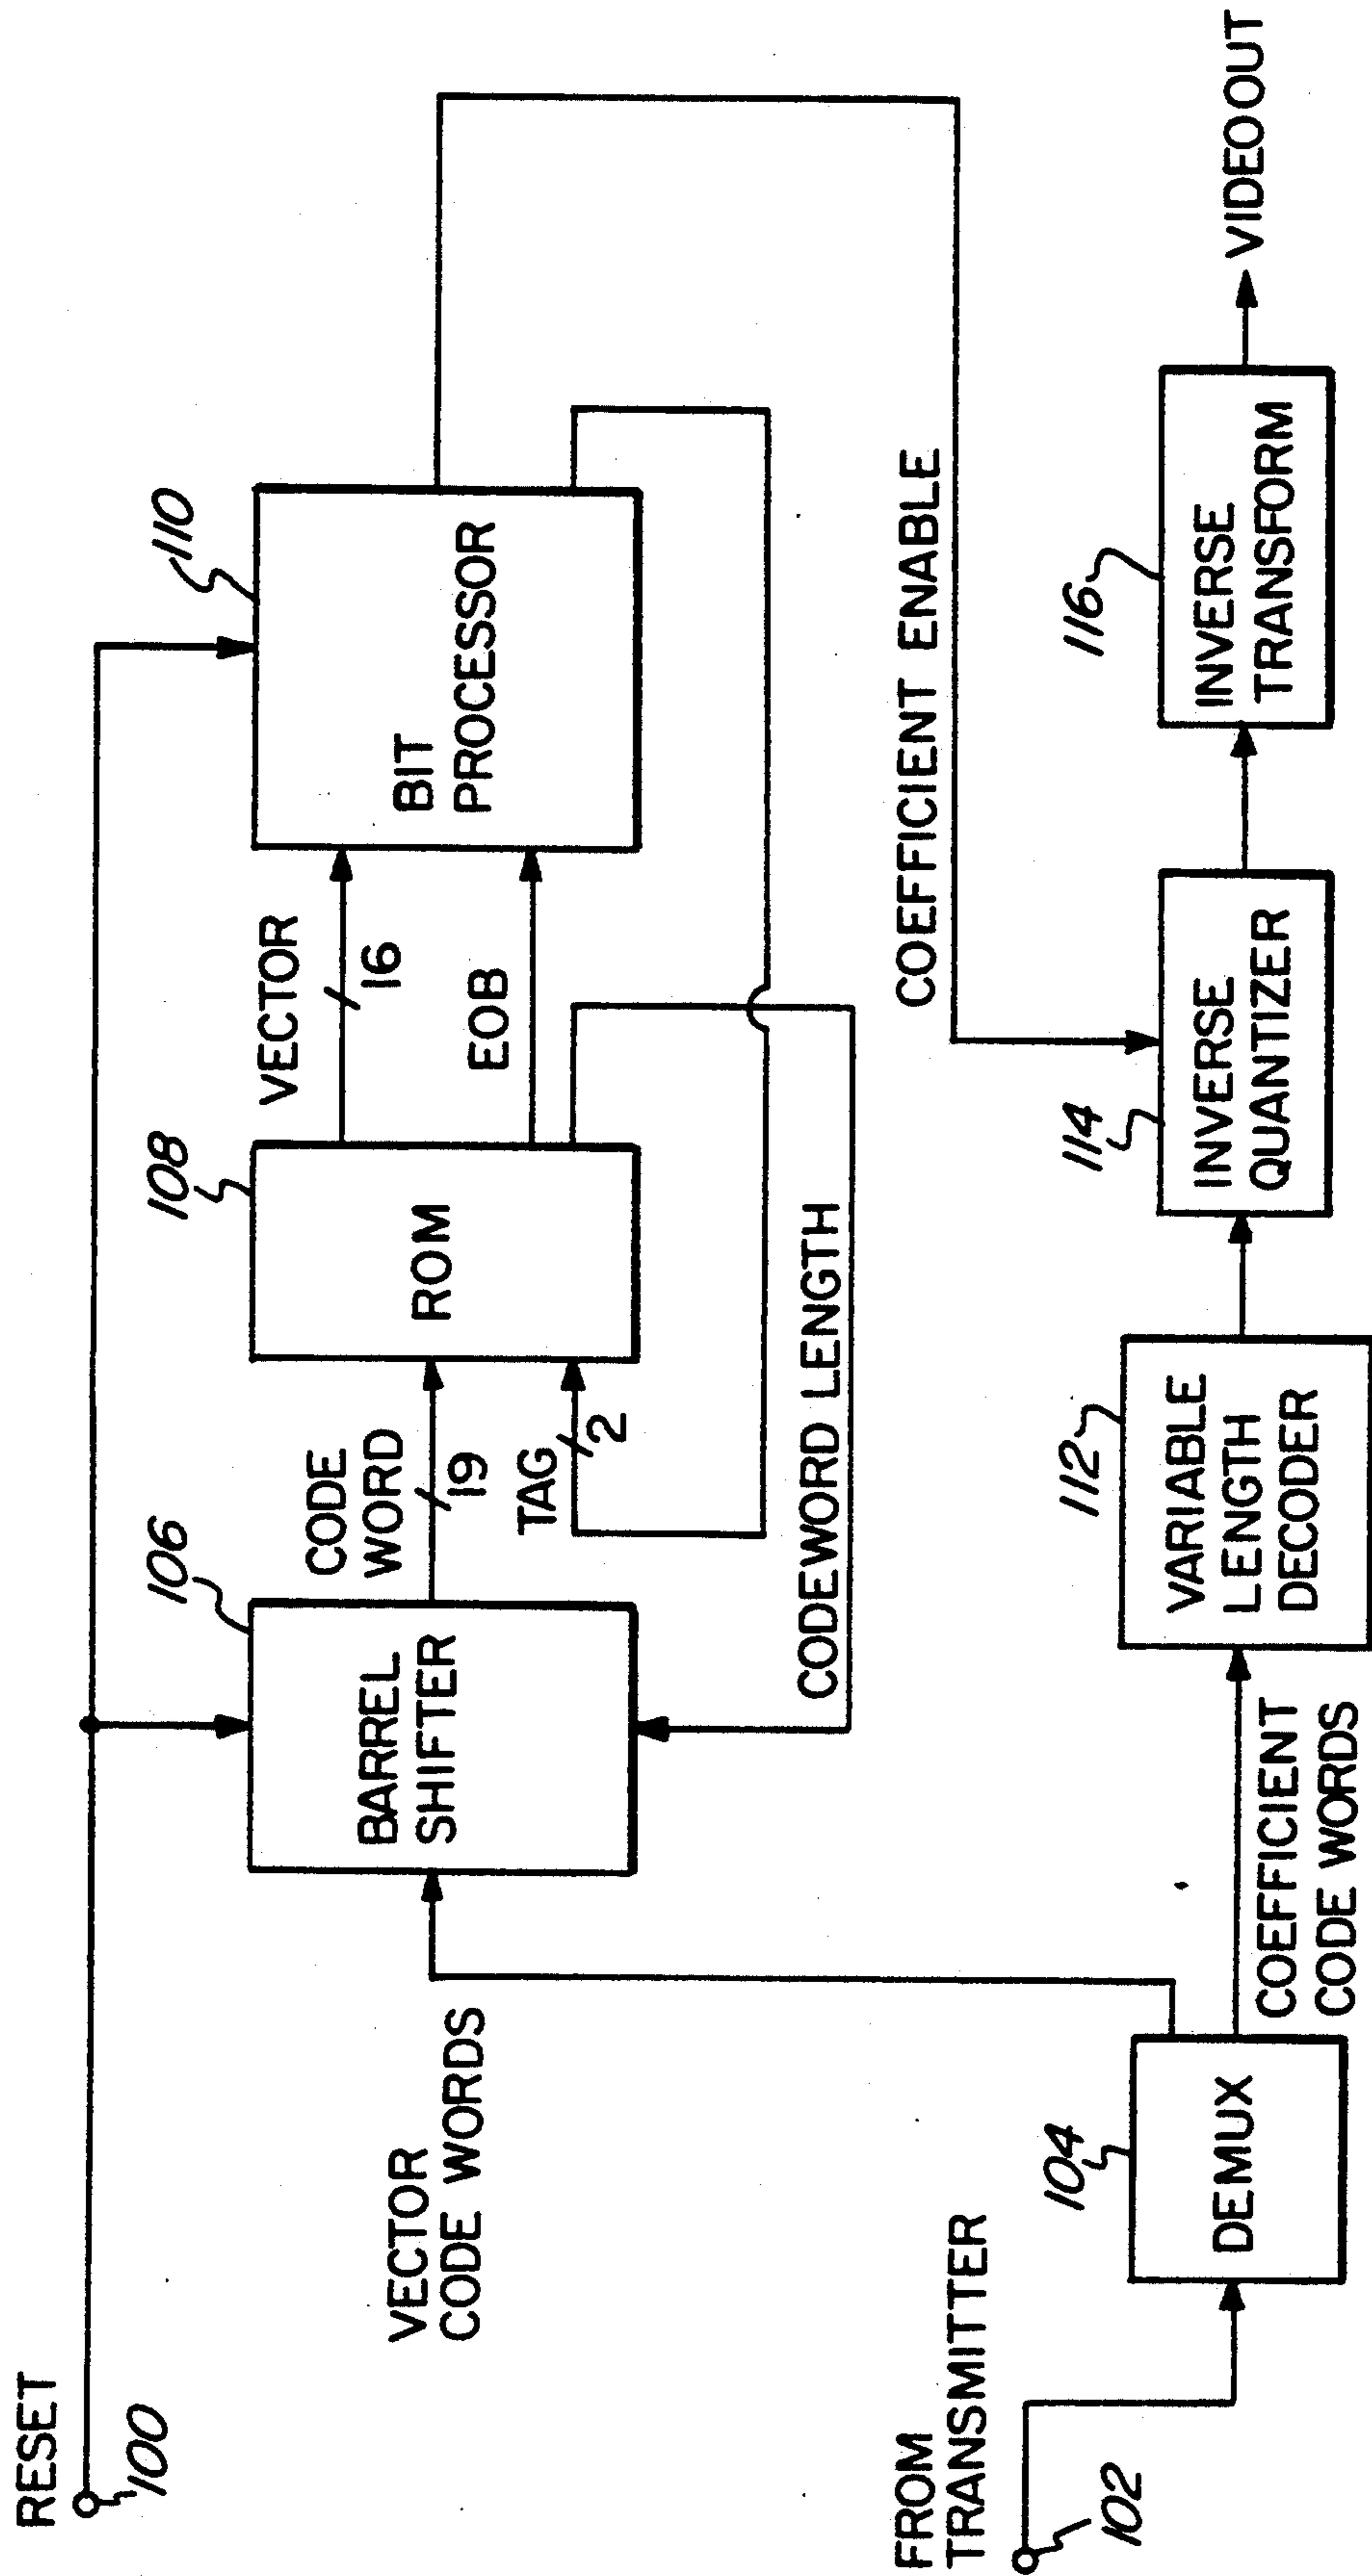 RESET
100
110
BIT
PROCESSOR
VECTOR
16
EOB
108
ROM
CODE
WORD
19
TAG
2
106
BARREL
SHIFTER
CODEWORD LENGTH
VECTOR
CODE WORDS
COEFFICIENT ENABLE
FROM
TRANSMITTER
102
104
DEMUX
COEFFICIENT
CODE WORDS
112
VARIABLE
LENGTH
DECODER
114
INVERSE
QUANTIZER
116
INVERSE
TRANSFORM
VIDEO OUT